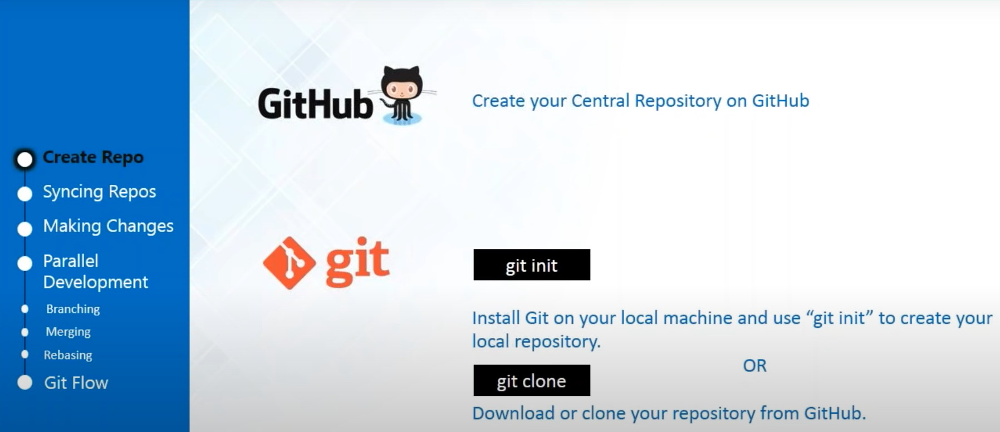 Create Repo
Syncing Repos
Making Changes
Parallel
Development
Branching
Merging
Rebasing
Git Flow
GitHub
Create your Central Repository on GitHub
git
git init
Install Git on your local machine and use “git init” to create your
local repository.
OR
git clone
Download or clone your repository from GitHub.